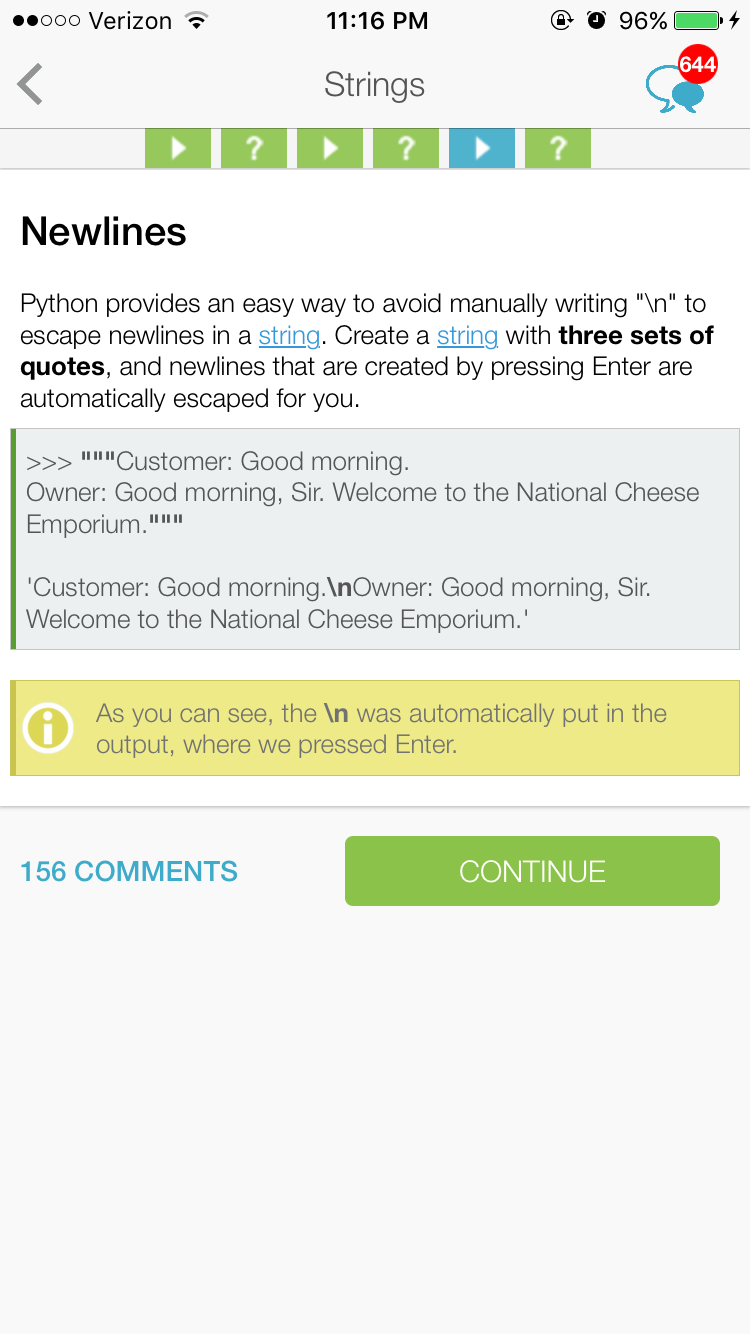 Verizon 11:16 PM 96%
Strings 644
? ? ?
Newlines
Python provides an easy way to avoid manually writing "\n" to
escape newlines in a string. Create a string with three sets of
quotes, and newlines that are created by pressing Enter are
automatically escaped for you.
>>> """Customer: Good morning.
Owner: Good morning, Sir. Welcome to the National Cheese
Emporium."""
'Customer: Good morning.\nOwner: Good morning, Sir.
Welcome to the National Cheese Emporium.'
As you can see, the \n was automatically put in the
output, where we pressed Enter.
156 COMMENTS CONTINUE